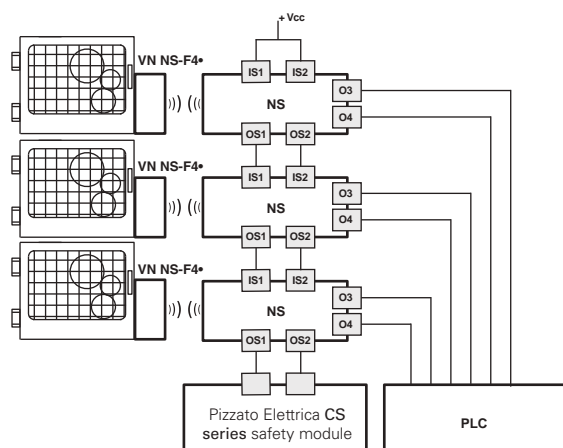 + Vcc
VN NS-F4•
IS1 IS2
NS
O3
O4
OS1 OS2
VN NS-F4•
IS1 IS2
NS
O3
O4
OS1 OS2
VN NS-F4•
IS1 IS2
NS
O3
O4
OS1 OS2
Pizzato Elettrica CS
series safety module
PLC